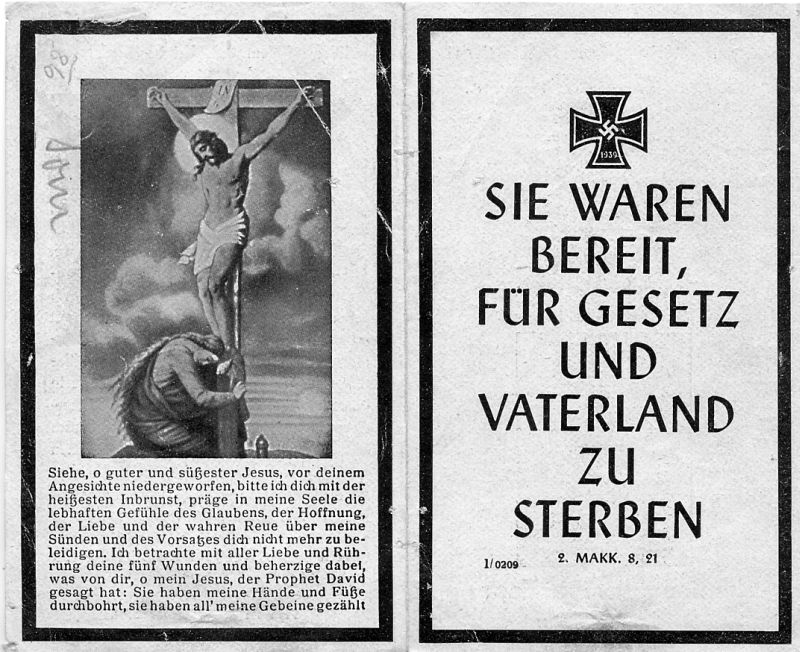 Siehe, o guter und süßester Jesus, vor deinem
Angesichte niedergeworfen, bitte ich dich mit der
heißesten Inbrunst, präge in meine Seele die
lebhaften Gefühle des Glaubens, der Hoffnung,
der Liebe und der wahren Reue über meine
Sünden und des Vorsatzes dich nicht mehr zu be-
leidigen. Ich betrachte mit aller Liebe und Rüh-
rung deine fünf Wunden und beherzige dabei,
was von dir, o mein Jesus, der Prophet David
gesagt hat: Sie haben meine Hände und Füße
durchbohrt, sie haben all' meine Gebeine gezählt
1939
SIE WAREN
BEREIT,
FÜR GESETZ
UND
VATERLAND
ZU
STERBEN
1/0209
2. MAKK. 8, 21